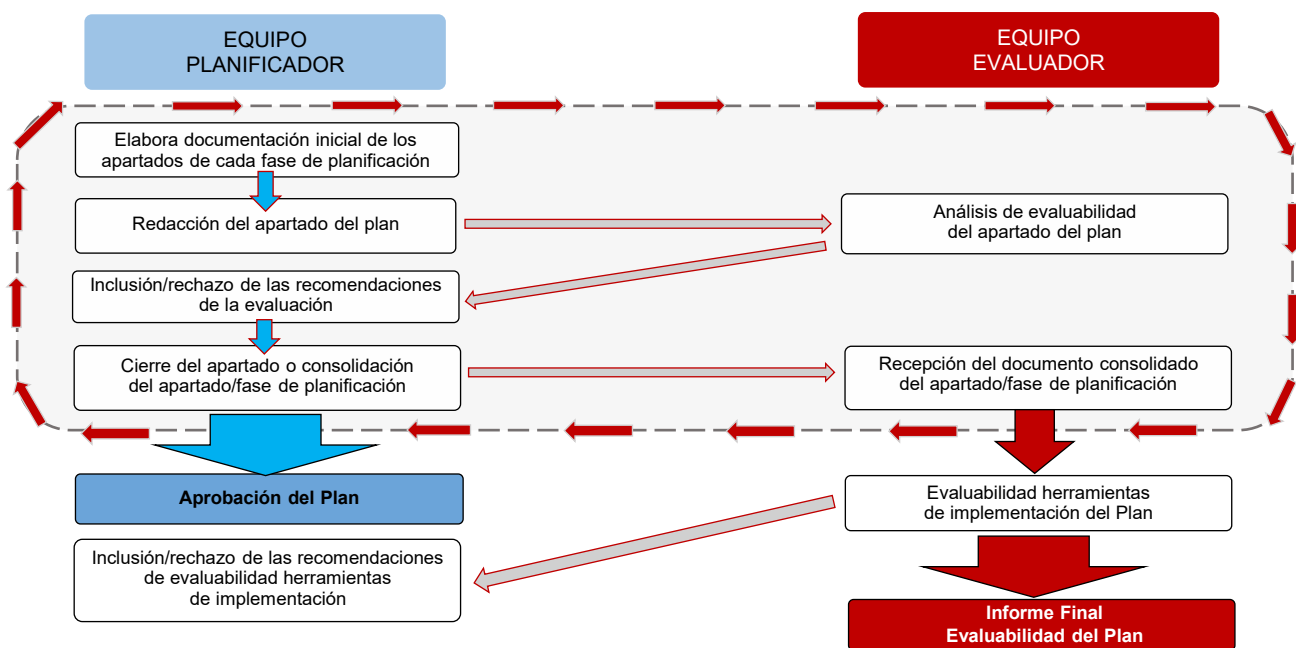 EQUIPO
PLANIFICADOR
EQUIPO
EVALUADOR
Elabora documentación inicial de los
apartados de cada fase de planificación
Redacción del apartado del plan
Análisis de evaluabilidad
del apartado del plan
Inclusión/rechazo de las recomendaciones
de la evaluación
Cierre del apartado o consolidación
del apartado/fase de planificación
Recepción del documento consolidado
del apartado/fase de planificación
Aprobación del Plan
Evaluabilidad herramientas
de implementación del Plan
Inclusión/rechazo de las recomendaciones
de evaluabilidad herramientas
de implementación
Informe Final
Evaluabilidad del Plan